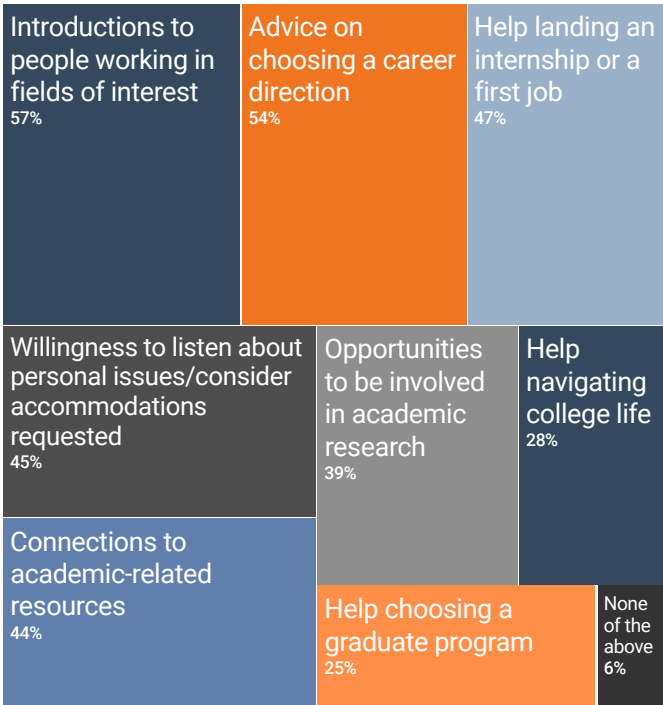 Introductions to
people working in
fields of interest
57%
Advice on
choosing a career
direction
54%
Help landing an
internship or a
first job
47%
Willingness to listen about
personal issues/consider
accommodations
requested
45%
Connections to
academic-related
resources
44%
Opportunities
to be involved
in academic
research
39%
Help
navigating
college life
28%
Help choosing a
graduate program
25%
None
of the
above
6%